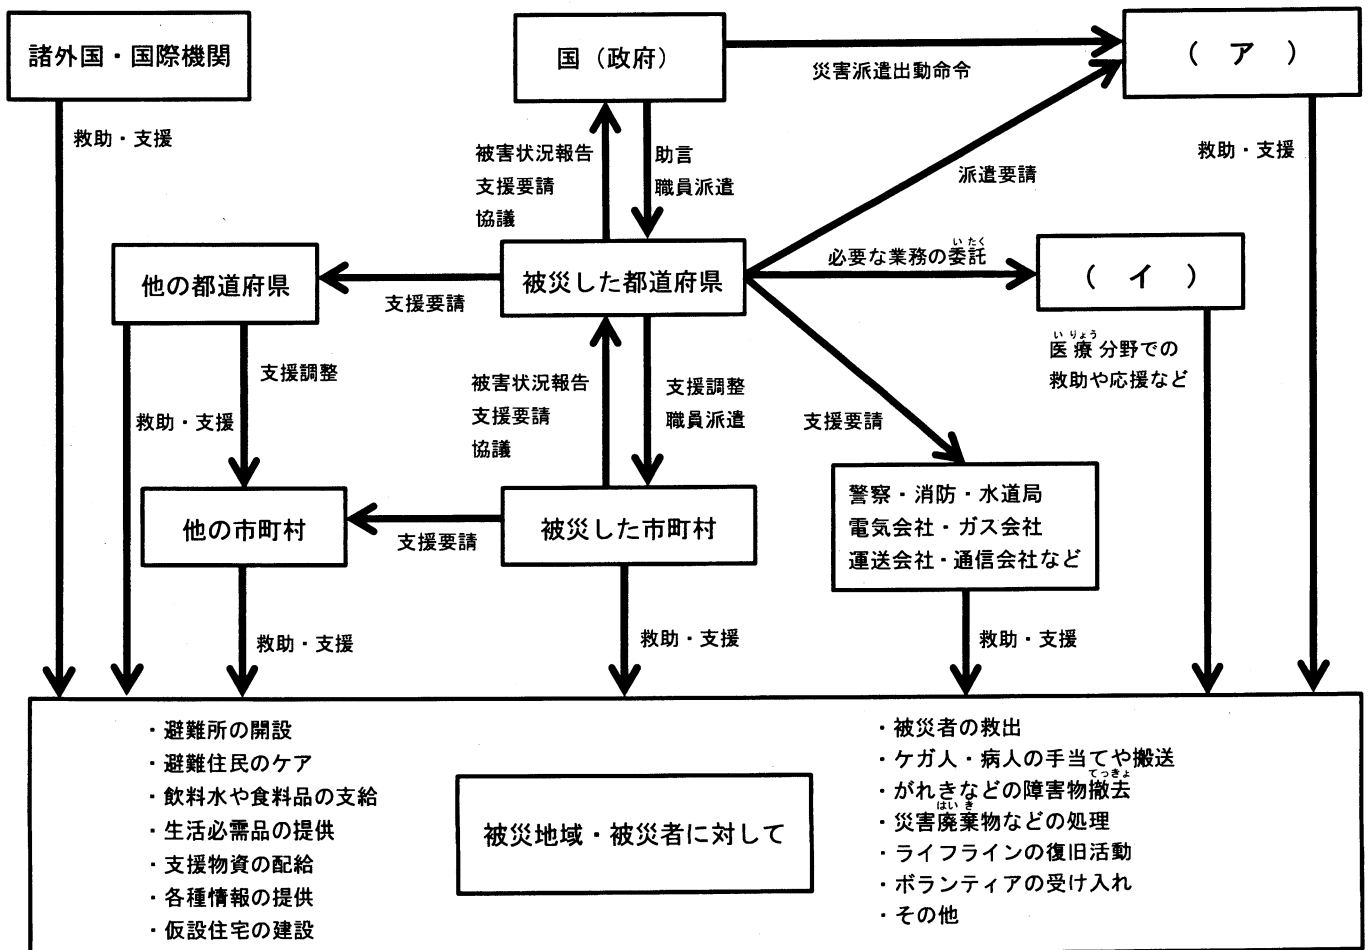 諸外国・国際機関
国（政府）
災害派遣出動命令
（ ア ）
救助・支援
被害状況報告
支援要請
協議
助言
職員派遣
派遣要請
救助・支援
他の都道府県
支援要請
被災した都道府県
必要な業務の委託
いたく
（ イ ）
支援調整
救助・支援
被害状況報告
支援要請
協議
支援調整
職員派遣
支援要請
いりょう
医療分野での
救助や応援など
他の市町村
支援要請
被災した市町村
警察・消防・水道局
電気会社・ガス会社
運送会社・通信会社など
救助・支援
救助・支援
救助・支援
・避難所の開設
・避難住民のケア
・飲料水や食料品の支給
・生活必需品の提供
・支援物資の配給
・各種情報の提供
・仮設住宅の建設
被災地域・被災者に対して
・被災者の救出
・ケガ人・病人の手当てや搬送
てっきょ
・がれきなどの障害物撤去
はいき
・災害廃棄物などの処理
・ライフラインの復旧活動
・ボランティアの受け入れ
・その他